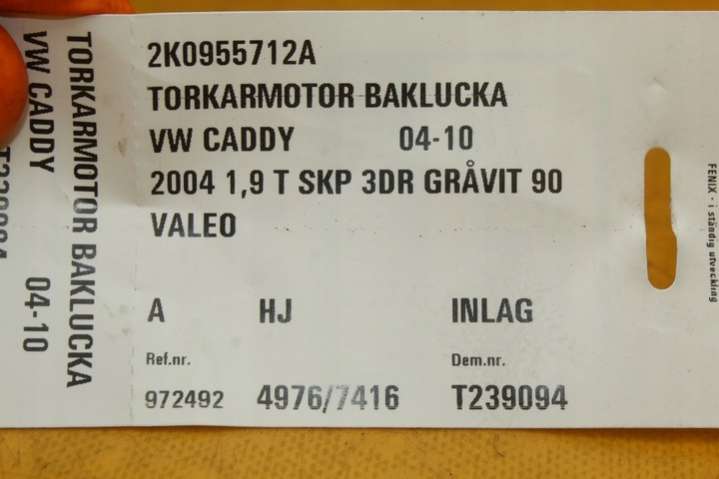 2K0955712A
TORKARMOTOR BAKLUCKA
VW CADDY 04-10
2004 1,9 T SKP 3DR GRÅVIT 90
VALEO
A HJ INLAG
Ref.nr. Dem.nr.
972492 4976/7416 T239094
TORKARMOTOR BAKLUCKA
VW CADDY 04-10
T239094
FENIX - i ständig utveckling